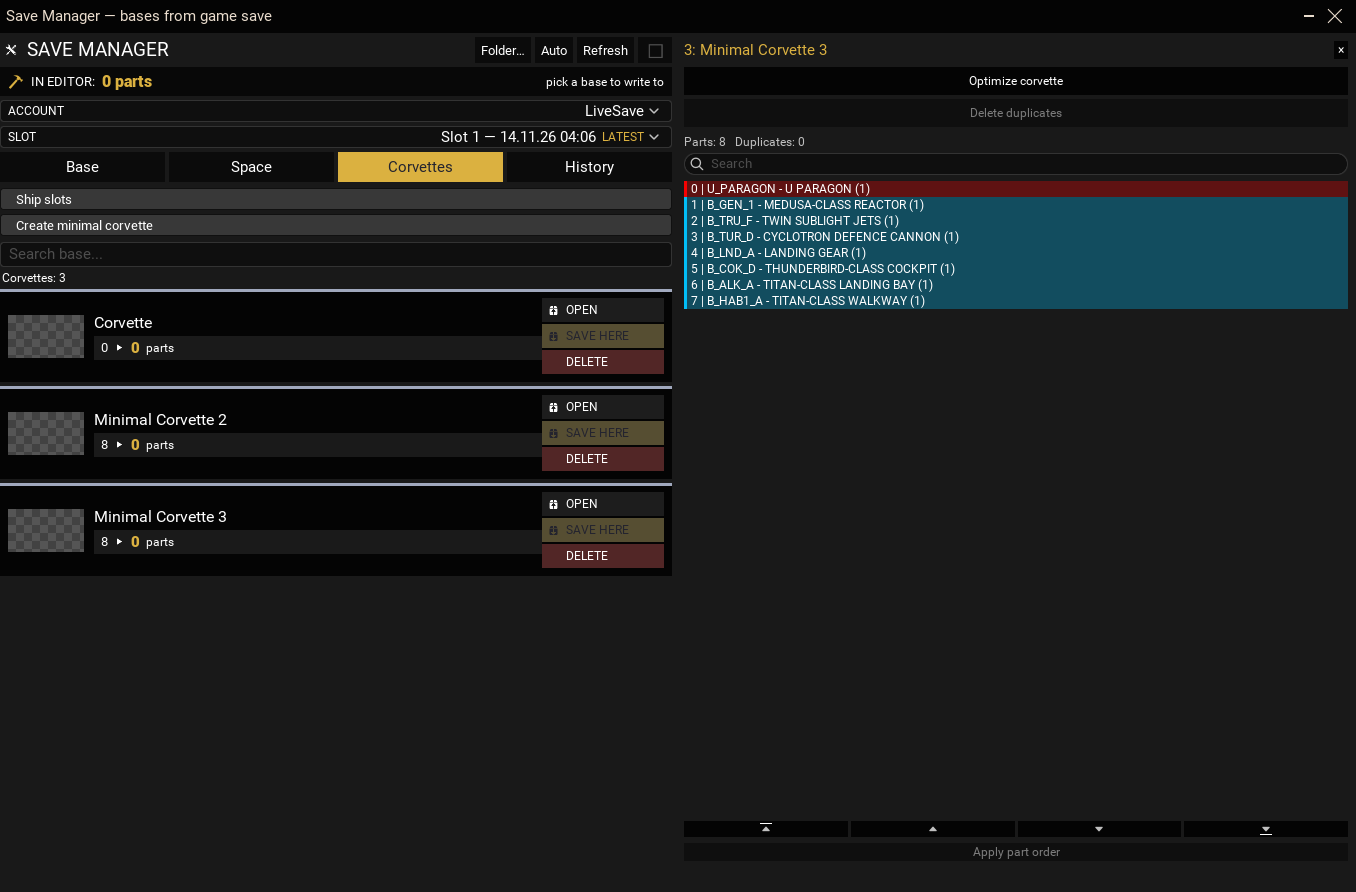 Save Manager — bases from game save
SAVE MANAGER
Folder...
Auto
Refresh
IN EDITOR: 0 parts
pick a base to write to
ACCOUNT
LiveSave
SLOT
Slot 1 — 14.11.26 04:06 LATEST
Base
Space
Corvettes
History
Ship slots
Create minimal corvette
Search base...
Corvettes: 3
Corvette
0 ▸ 0 parts
OPEN
SAVE HERE
DELETE
Minimal Corvette 2
8 ▸ 0 parts
OPEN
SAVE HERE
DELETE
Minimal Corvette 3
8 ▸ 0 parts
OPEN
SAVE HERE
DELETE
3: Minimal Corvette 3
x
Optimize corvette
Delete duplicates
Parts: 8 Duplicates: 0
Search
0 | U_PARAGON - U PARAGON (1)
1 | B_GEN_1 - MEDUSA-CLASS REACTOR (1)
2 | B_TRU_F - TWIN SUBLIGHT JETS (1)
3 | B_TUR_D - CYCLOTRON DEFENCE CANNON (1)
4 | B_LND_A - LANDING GEAR (1)
5 | B_COK_D - THUNDERBIRD-CLASS COCKPIT (1)
6 | B_ALK_A - TITAN-CLASS LANDING BAY (1)
7 | B_HAB1_A - TITAN-CLASS WALKWAY (1)
Apply part order